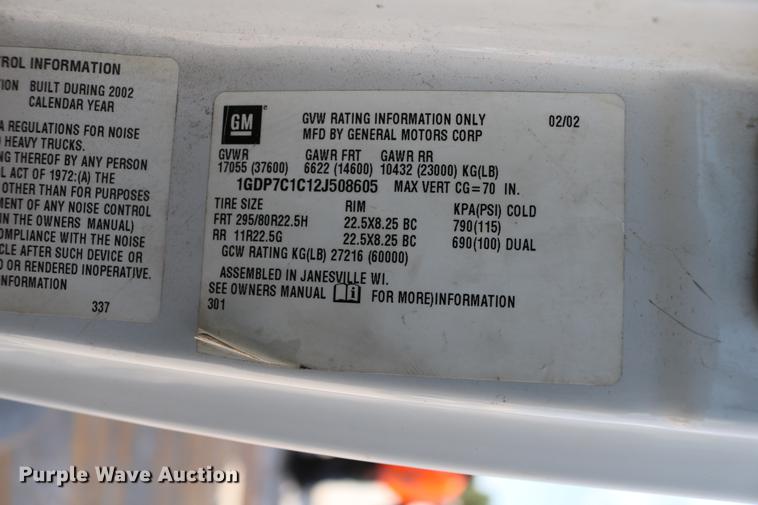 TROL INFORMATION
ION BUILT DURING 2002
CALENDAR YEAR
A REGULATIONS FOR NOISE
HEAVY TRUCKS.
NG THEREOF BY ANY PERSON
L ACT OF 1972:(A) THE
OTHER THAN FOR PURPOSES
MENT OF ANY NOISE CONTROL
IN THE OWNERS MANUAL)
OMPLIANCE WITH THE NOISE
CLE AFTER SUCH DEVICE OR
D OR RENDERED INOPERATIVE.
NFORMATION
337
GM
GVW RATING INFORMATION ONLY 02/02
MFD BY GENERAL MOTORS CORP
GVWR GAWR FRT GAWR RR
17055 (37600) 6622 (14600) 10432 (23000) KG(LB)
1GDP7C1C12J508605 MAX VERT CG=70 IN.
TIRE SIZE RIM KPA(PSI) COLD
FRT 295/80R22.5H 22.5X8.25 BC 790(115)
RR 11R22.5G 22.5X8.25 BC 690(100) DUAL
GCW RATING KG(LB) 27216 (60000)
ASSEMBLED IN JANESVILLE WI.
SEE OWNERS MANUAL i FOR MORE)INFORMATION
301
Purple Wave Auction